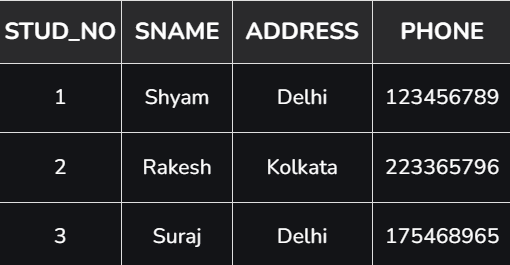 STUD_NO SNAME ADDRESS PHONE
1 Shyam Delhi 123456789
2 Rakesh Kolkata 223365796
3 Suraj Delhi 175468965